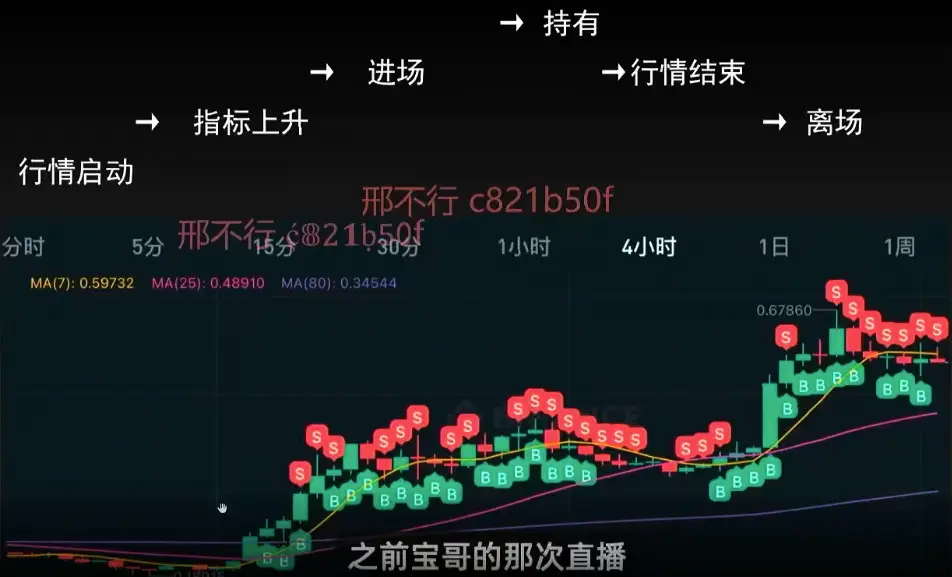 → 持有
→ 进场
→ 行情结束
→ 指标上升
→ 离场
行情启动
邢不行 c821b50f
邢不行 c821b50f
分时 5分 15分 30分 1小时 4小时 1日 1周
MA(7): 0.59732 MA(25): 0.48910 MA(80): 0.34544
0.67860
S S S S S S S S S S S S S S S S S S S S S S S S S S S
B B B B B B B B B B B B B B B B B B B B B B B B B B B B B B
之前宝哥的那次直播